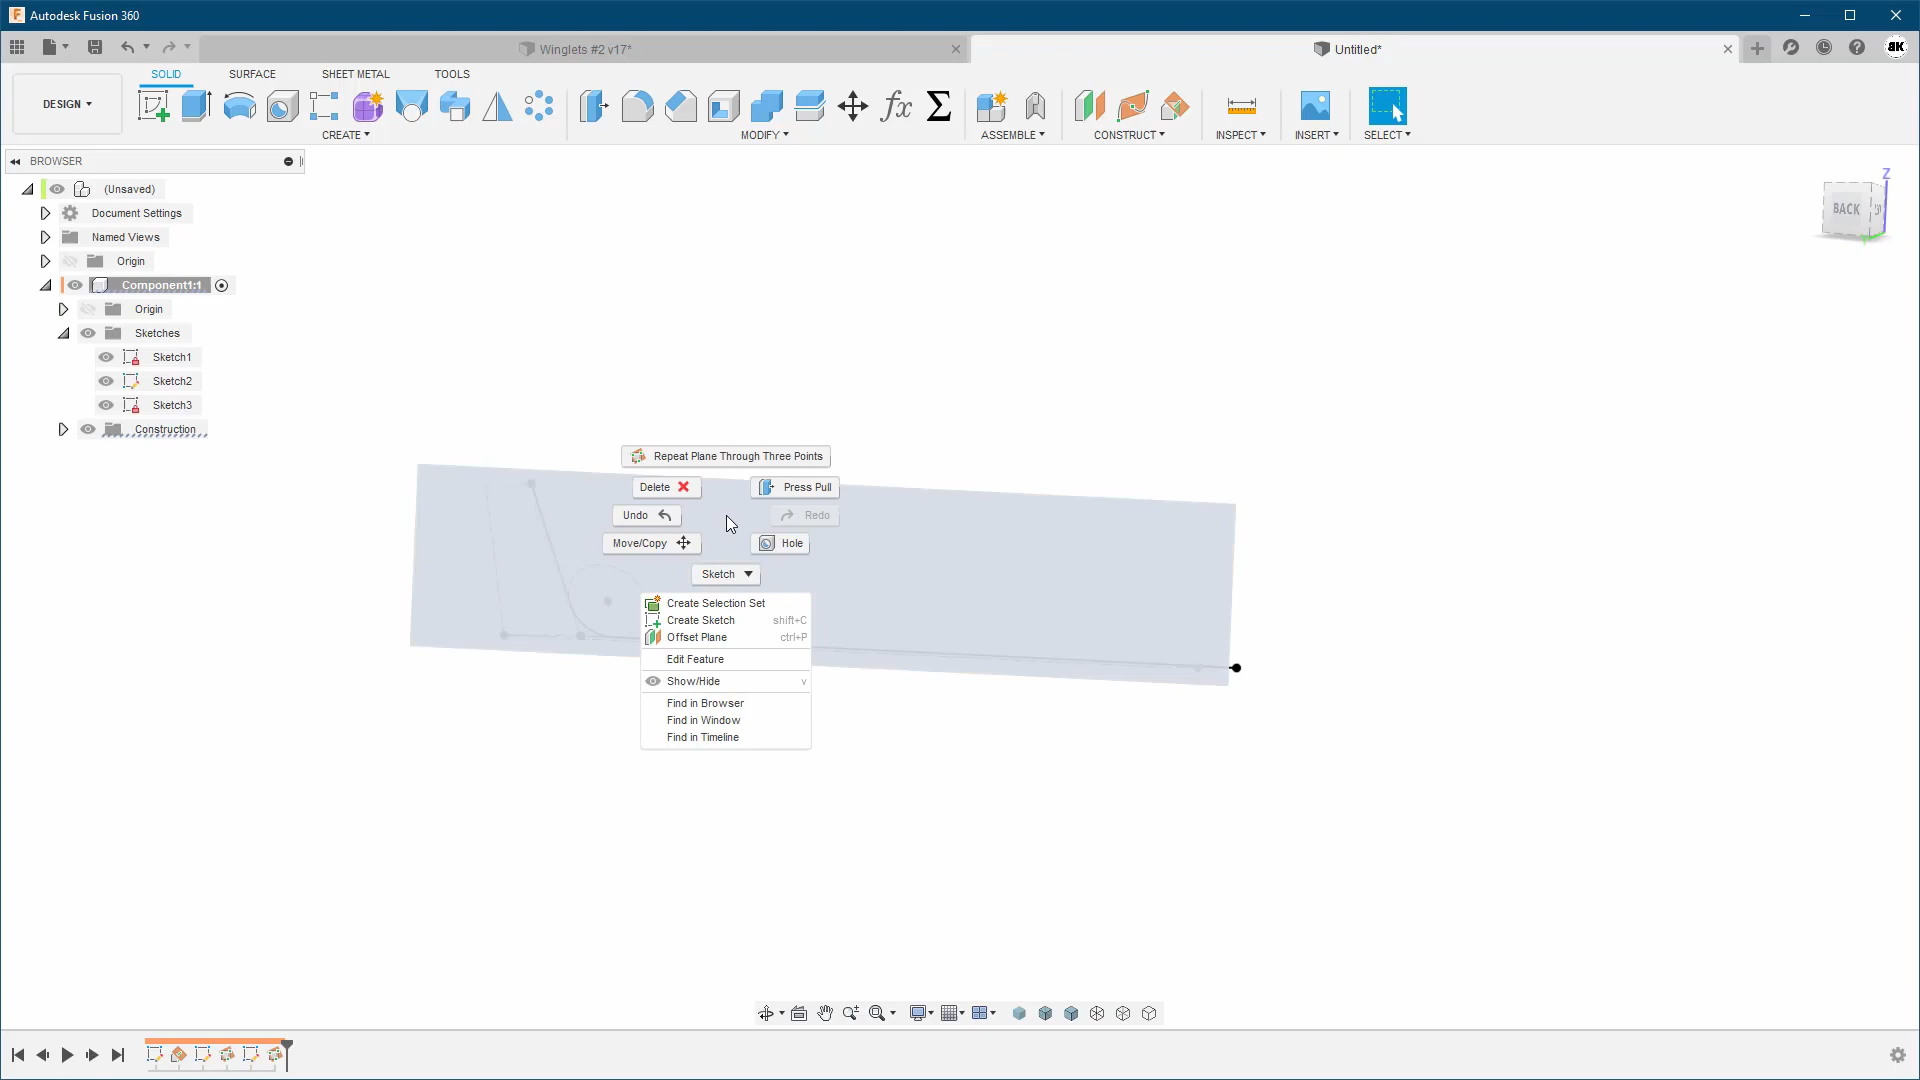 Autodesk Fusion 360
Winglets #2 v17*
Untitled*
BK
SOLID
SURFACE
SHEET METAL
TOOLS
DESIGN
fx
Σ
CREATE
MODIFY
ASSEMBLE
CONSTRUCT
INSPECT
INSERT
SELECT
BROWSER
(Unsaved)
Document Settings
Named Views
Origin
Component1:1
Origin
Sketches
Sketch1
Sketch2
Sketch3
Construction
Z
BACK
Repeat Plane Through Three Points
Delete
Press Pull
Undo
Redo
Move/Copy
Hole
Sketch
Create Selection Set
Create Sketch shift+C
Offset Plane ctrl+P
Edit Feature
Show/Hide v
Find in Browser
Find in Window
Find in Timeline